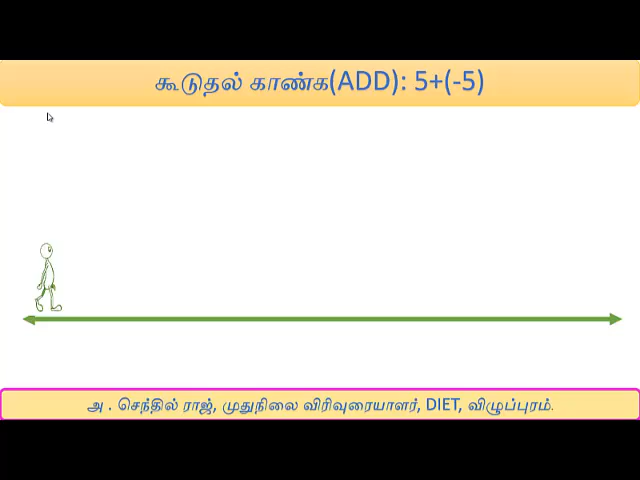 கூடுதல் காண்க(ADD): 5+(-5)
அ . செந்தில் ராஜ், முதுநிலை விரிவுரையாளர், DIET, விழுப்புரம்.